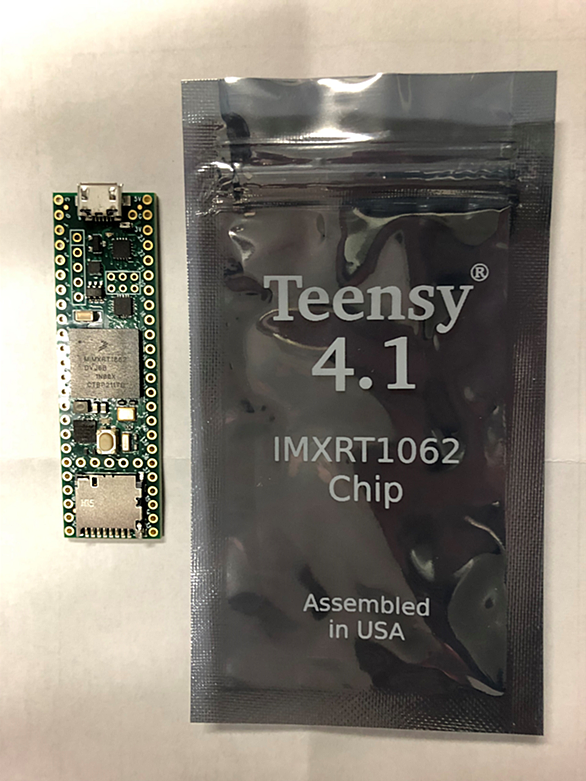 Teensy®
4.1
IMXRT1062
Chip
Assembled
in USA